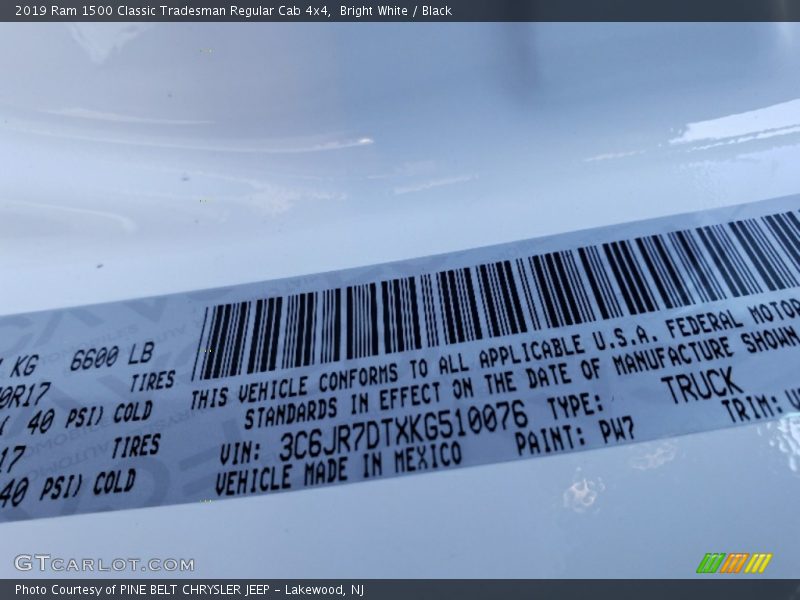 2019 Ram 1500 Classic Tradesman Regular Cab 4x4, Bright White / Black
KG 6600 LB
0R17 TIRES
( 40 PSI) COLD
17 TIRES
40 PSI) COLD
THIS VEHICLE CONFORMS TO ALL APPLICABLE U.S.A. FEDERAL MOTOR
STANDARDS IN EFFECT ON THE DATE OF MANUFACTURE SHOWN
VIN: 3C6JR7DTXKG510076 TYPE: TRUCK
VEHICLE MADE IN MEXICO PAINT: PW7 TRIM:
GTCARLOT.COM
Photo Courtesy of PINE BELT CHRYSLER JEEP - Lakewood, NJ